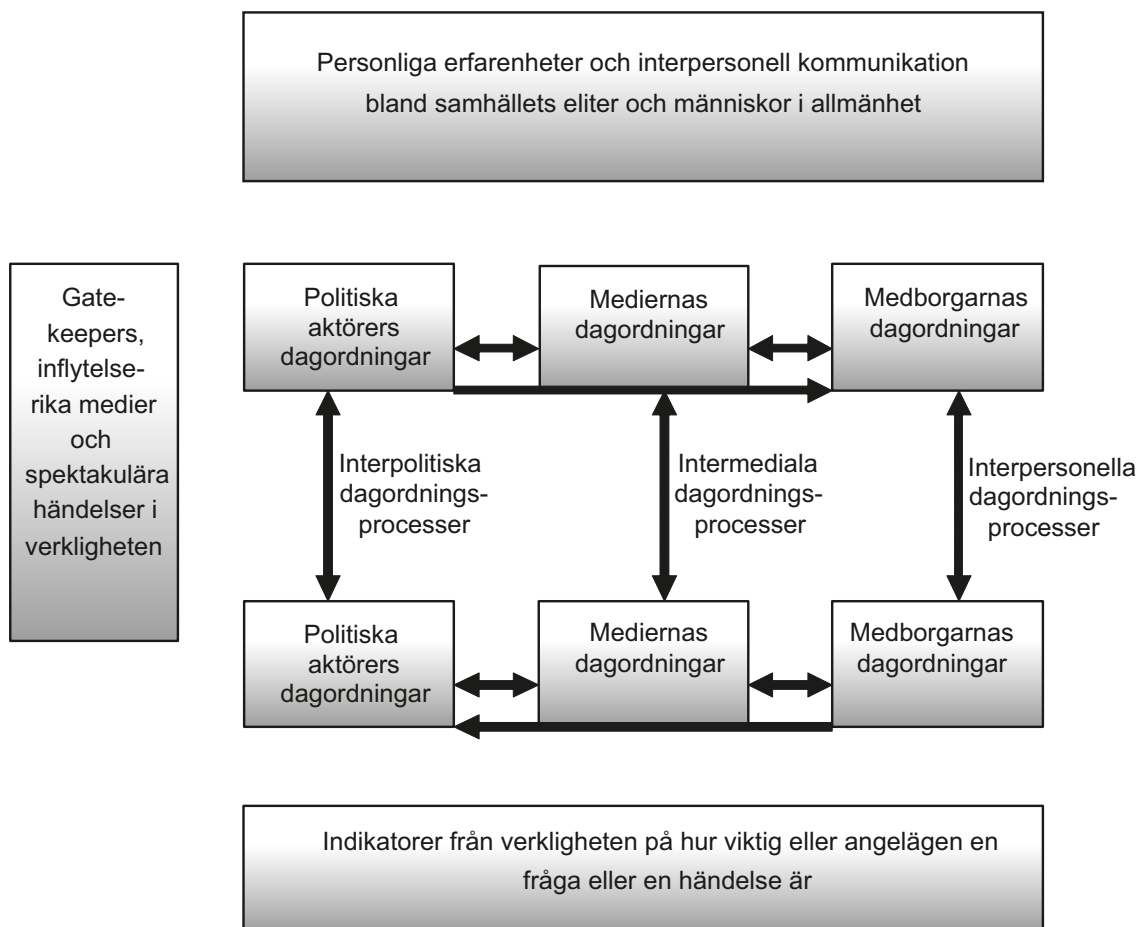 Personliga erfarenheter och interpersonell kommunikation
bland samhällets eliter och människor i allmänhet
Gate-
keepers,
inflytelse-
rika medier
och
spektakulära
händelser i
verkligheten
Politiska
aktörers
dagordningar
Mediernas
dagordningar
Medborgarnas
dagordningar
Interpolitiska
dagordnings-
processer
Intermediala
dagordnings-
processer
Interpersonella
dagordnings-
processer
Politiska
aktörers
dagordningar
Mediernas
dagordningar
Medborgarnas
dagordningar
Indikatorer från verkligheten på hur viktig eller angelägen en
fråga eller en händelse är